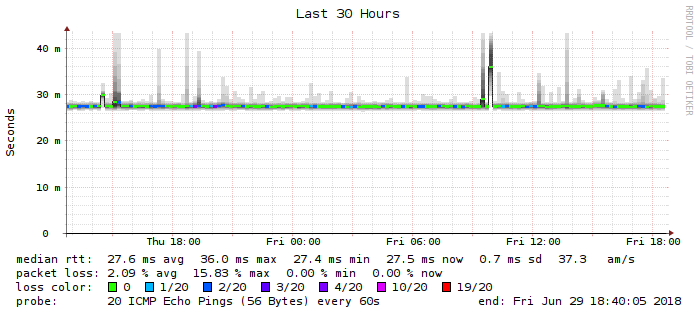 Last 30 Hours
RRDTOOL / TOBI OETIKER
Seconds
40 m
30 m
20 m
10 m
0
Thu 18:00 Fri 00:00 Fri 06:00 Fri 12:00 Fri 18:00
median rtt: 27.6 ms avg 36.0 ms max 27.4 ms min 27.5 ms now 0.7 ms sd 37.3 am/s
packet loss: 2.09 % avg 15.83 % max 0.00 % min 0.00 % now
loss color: 0 1/20 2/20 3/20 4/20 10/20 19/20
probe: 20 ICMP Echo Pings (56 Bytes) every 60s end: Fri Jun 29 18:40:05 2018